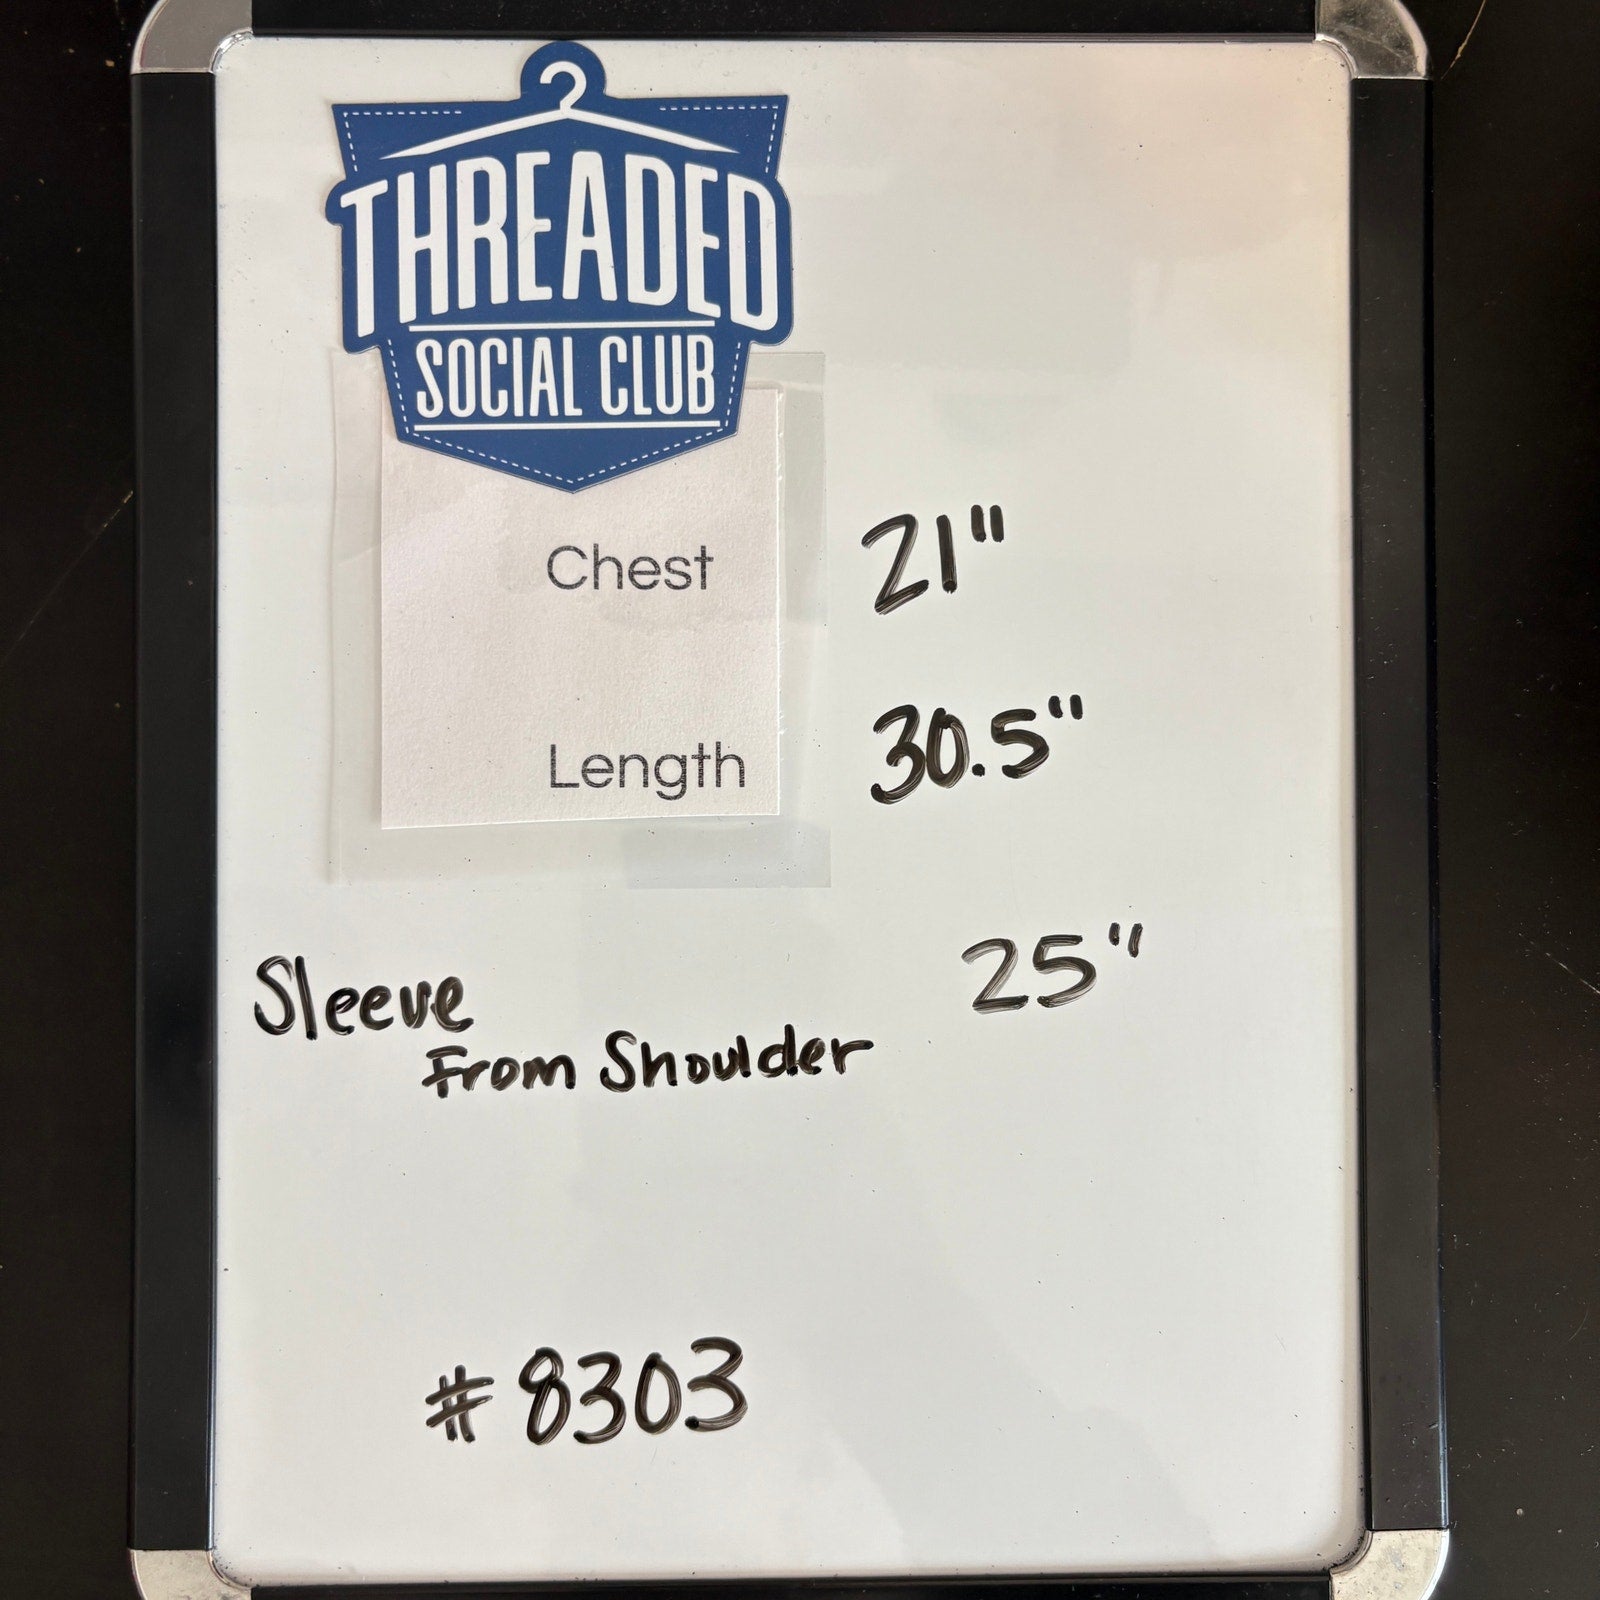 THREADED
SOCIAL CLUB
Chest 21"
Length 30.5"
Sleeve 25"
From Shoulder
#8303